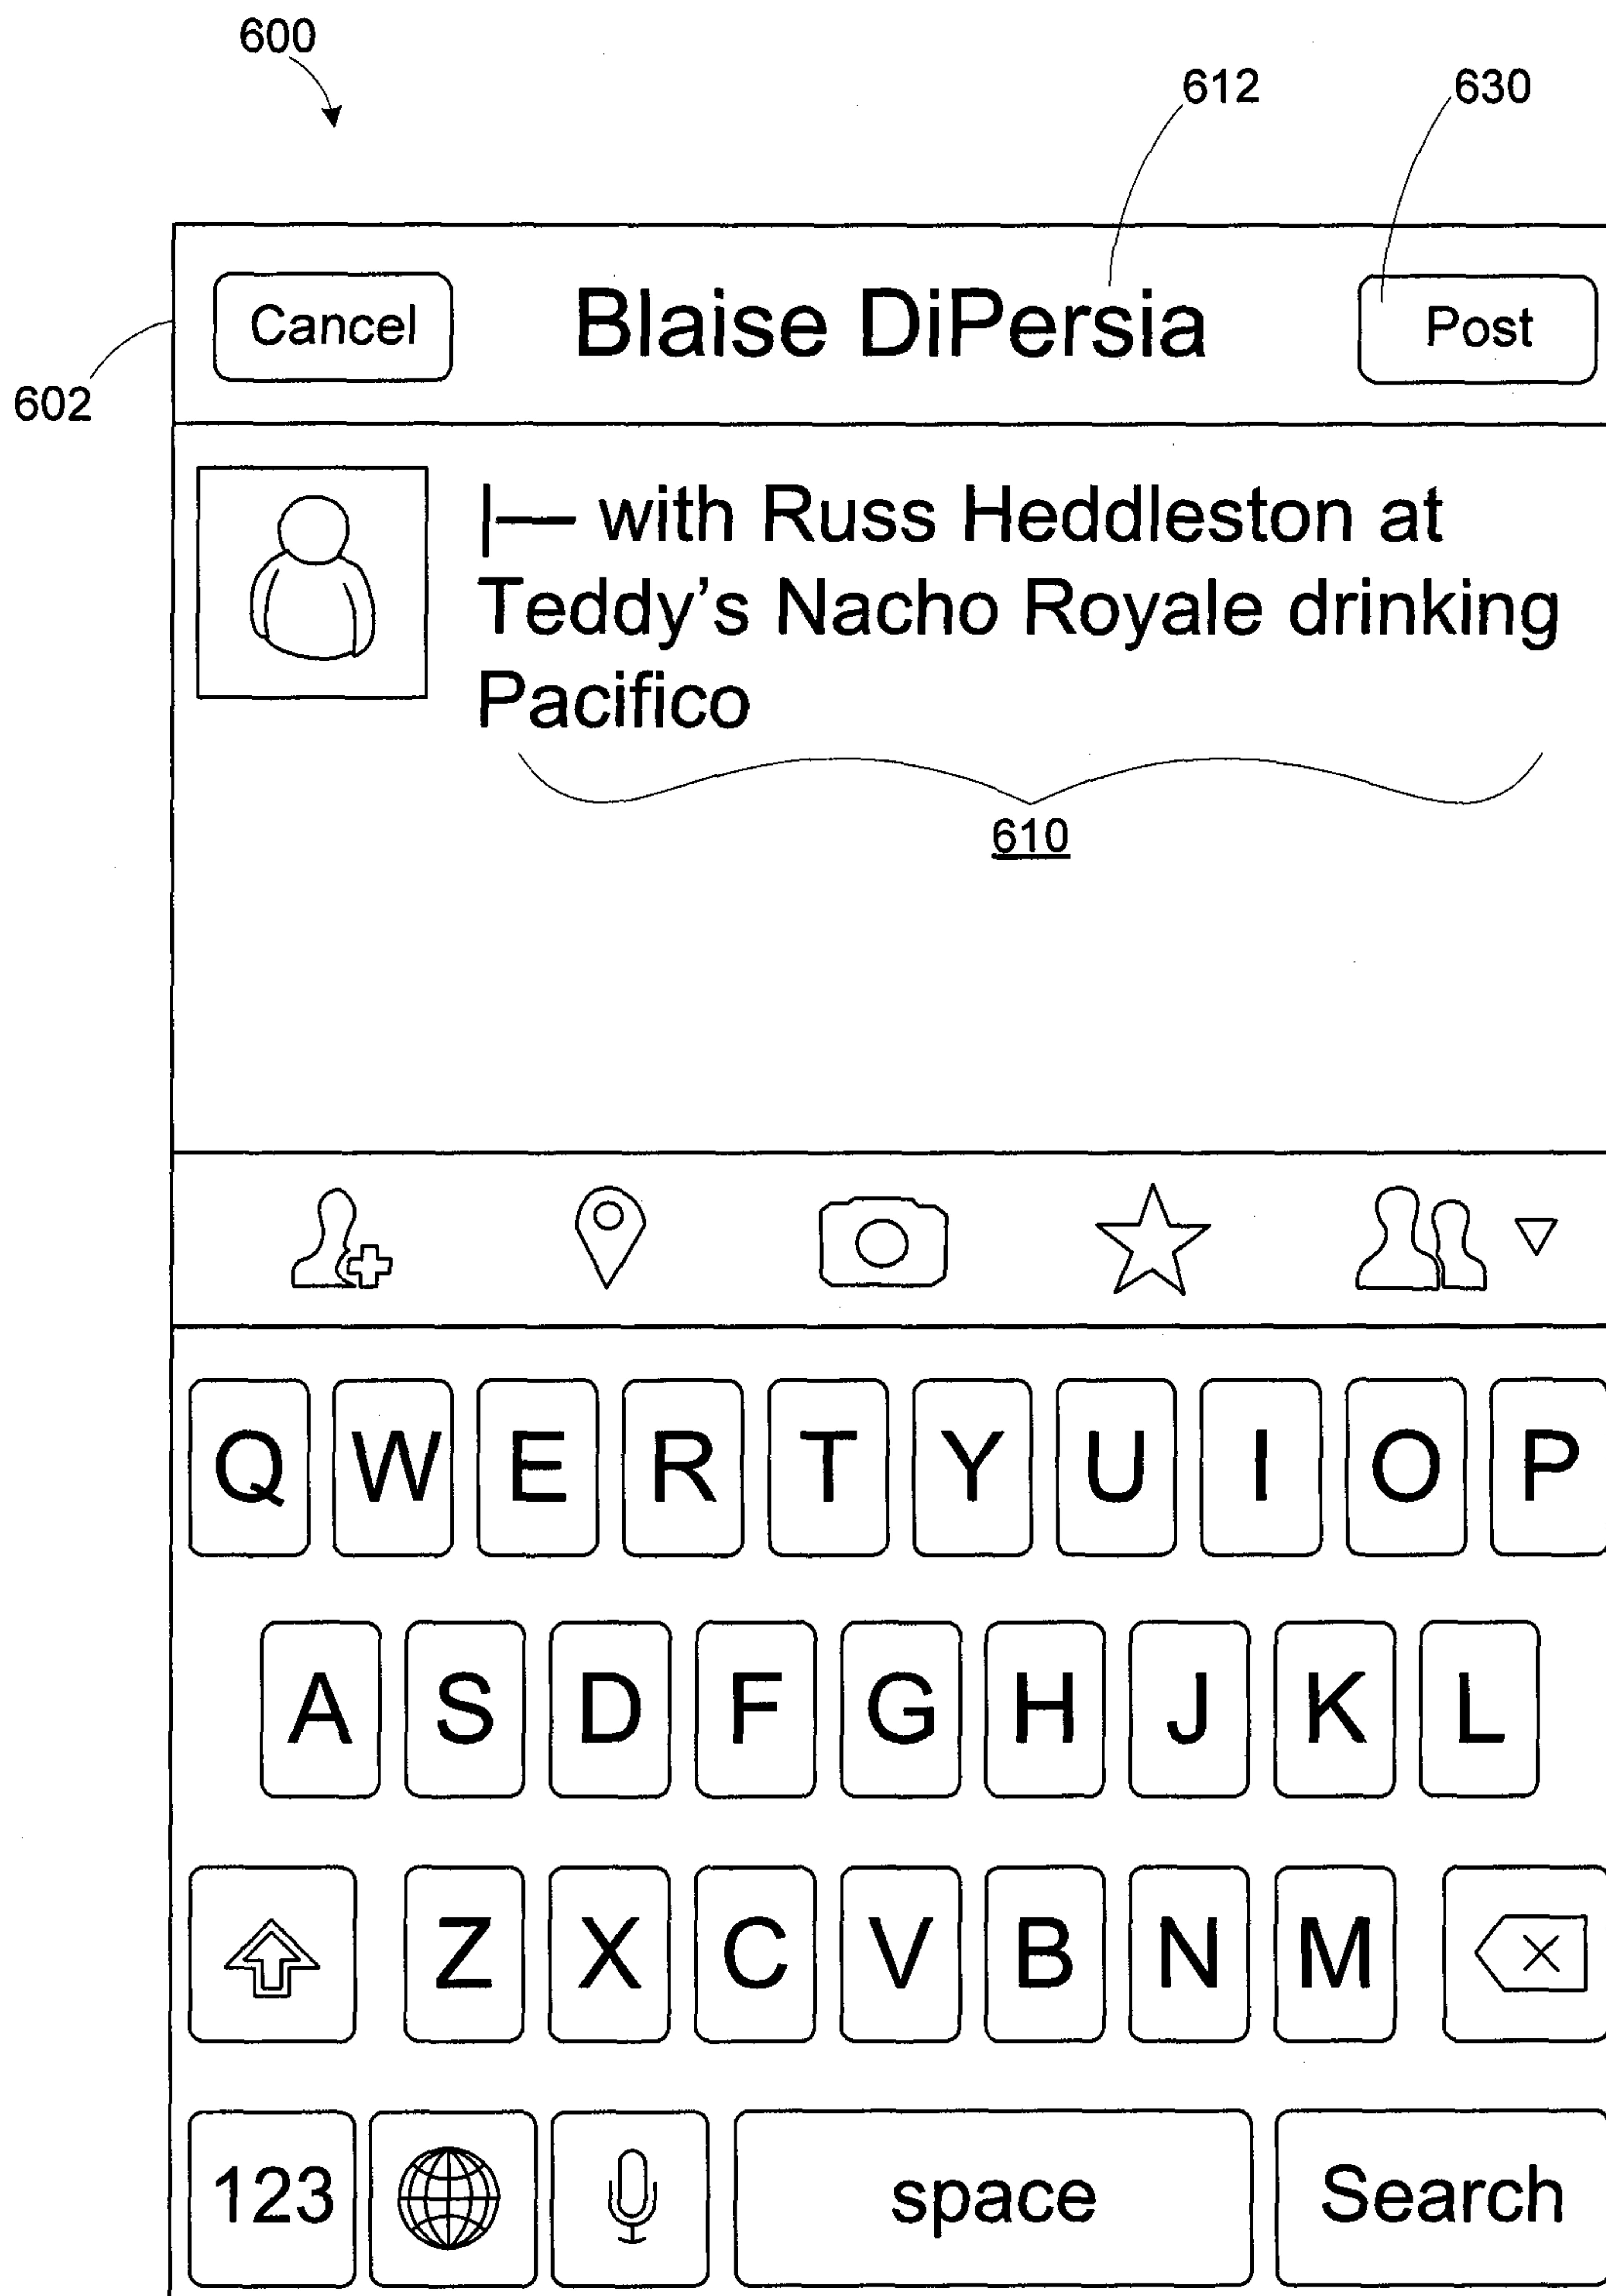 600
612
630
Cancel
Blaise DiPersia
Post
602
|— with Russ Heddleston at
Teddy's Nacho Royale drinking
Pacifico
610
Q W E R T Y U I O P
A S D F G H J K L
Z X C V B N M
123 space Search